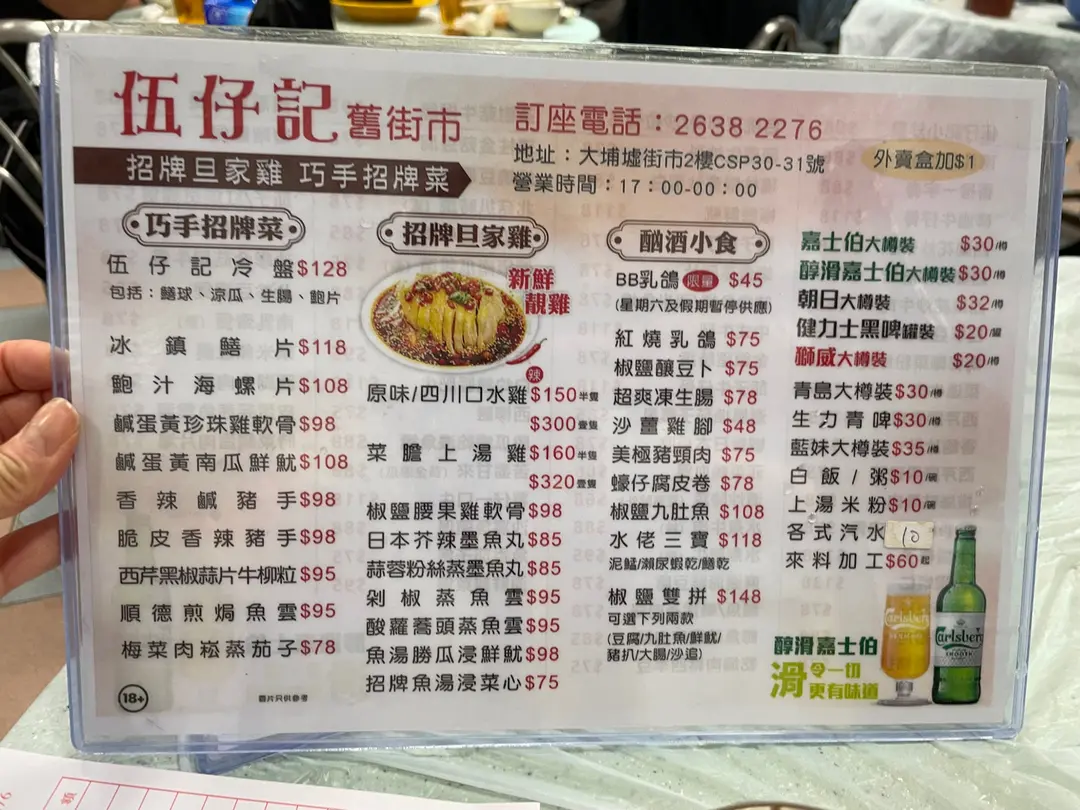 伍仔記 舊街市
訂座電話：2638 2276
地址：大埔墟街市2樓CSP30-31號
營業時間：17：00-00：00
外賣盒加$1
招牌旦家雞 巧手招牌菜
巧手招牌菜
伍仔記冷盤$128
包括：鱔球、涼瓜、生腸、鮑片
冰鎮鱔片$118
鮑汁海螺片$108
鹹蛋黃珍珠雞軟骨$98
鹹蛋黃南瓜鮮魷$108
香辣鹹豬手$98
脆皮香辣豬手$98
西芹黑椒蒜片牛柳粒$95
順德煎焗魚雲$95
梅菜肉崧蒸茄子$78
18+
圖片只供參考
招牌旦家雞
新鮮
靚雞
辣
原味/四川口水雞$150半隻
$300壹隻
菜膽上湯雞$160半隻
$320壹隻
椒鹽腰果雞軟骨$98
日本芥辣墨魚丸$85
蒜蓉粉絲蒸墨魚丸$85
剁椒蒸魚雲$95
酸蘿蕎頭蒸魚雲$95
魚湯勝瓜浸鮮魷$98
招牌魚湯浸菜心$75
酗酒小食
BB乳鴿 限量 $45
(星期六及假期暫停供應)
紅燒乳鴿$75
椒鹽釀豆卜$75
超爽凍生腸$78
沙薑雞腳$48
美極豬頸肉$75
蠔仔腐皮卷$78
椒鹽九肚魚$108
水佬三寶$118
泥鯭/瀨尿蝦乾/鱔乾
椒鹽雙拼$148
可選下列兩款
(豆腐/九肚魚/鮮魷/
豬扒/大腸/沙追)
嘉士伯大樽裝 $30/樽
醇滑嘉士伯大樽裝$30/樽
朝日大樽裝 $32/樽
健力士黑啤罐裝 $20/罐
獅威大樽裝 $20/樽
青島大樽裝$30/樽
生力青啤$30/樽
藍妹大樽裝$35/樽
白飯/粥$10/碗
上湯米粉$10/碗
各式汽水 10
來料加工$60起
醇滑嘉士伯
滑 令一切
更有味道
Carlsberg
Carlsberg